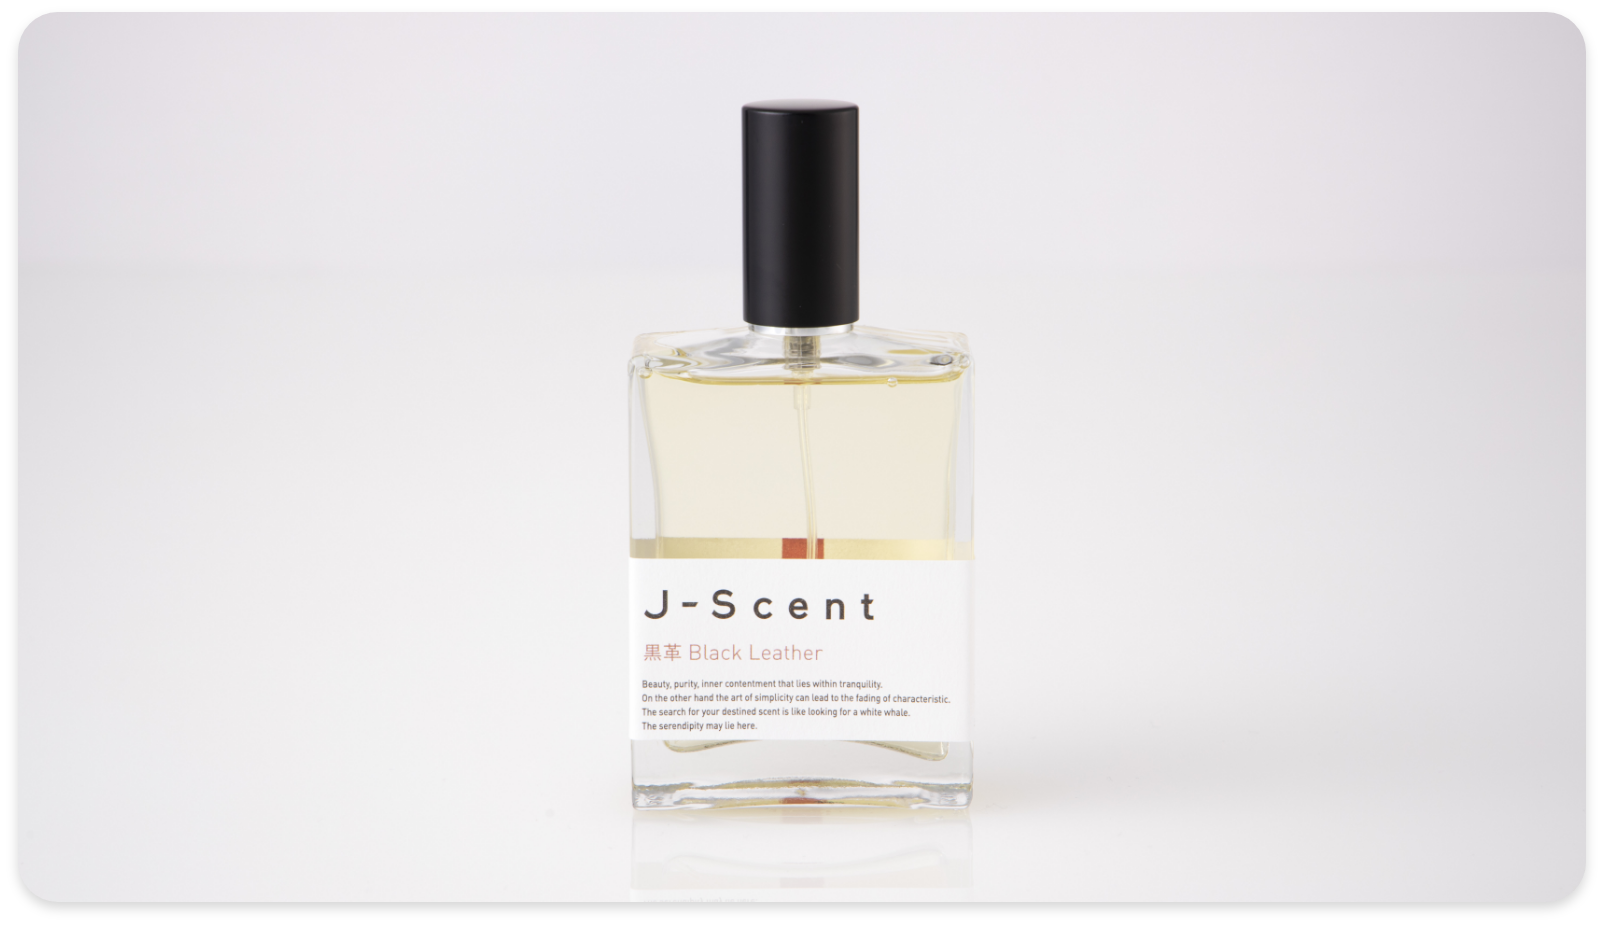 J-Scent
黒革 Black Leather
Beauty, purity, inner contentment that lies within tranquility.
On the other hand the art of simplicity can lead to the fading of characteristic.
The search for your destined scent is like looking for a white whale.
The serendipity may lie here.